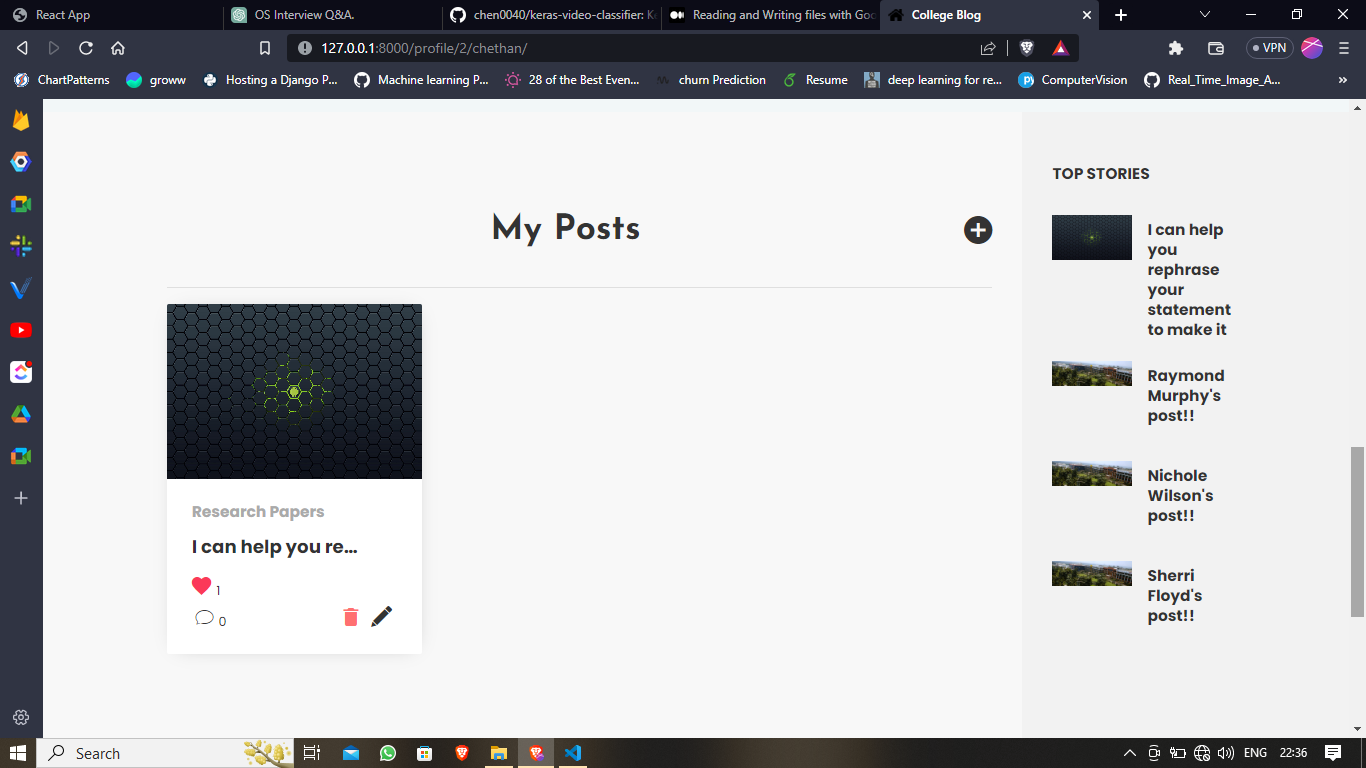 React App
OS Interview Q&A.
chen0040/keras-video-classifier: Ke
Reading and Writing files with Goo
College Blog
127.0.0.1:8000/profile/2/chethan/
VPN
ChartPatterns
groww
Hosting a Django P...
Machine learning P...
28 of the Best Even...
churn Prediction
Resume
deep learning for re...
ComputerVision
Real_Time_Image_A...
»
My Posts
Research Papers
I can help you re...
1
0
TOP STORIES
I can help
you
rephrase
your
statement
to make it
Raymond
Murphy's
post!!
Nichole
Wilson's
post!!
Sherri
Floyd's
post!!
Search
ENG
22:36